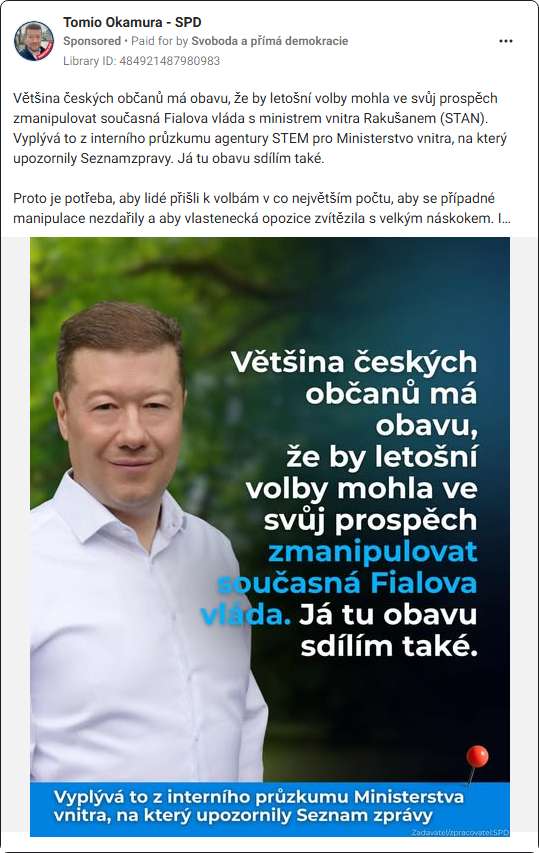 Tomio Okamura - SPD
Sponsored • Paid for by Svoboda a přímá demokracie
Library ID: 484921487980983
Většina českých občanů má obavu, že by letošní volby mohla ve svůj prospěch
zmanipulovat současná Fialova vláda s ministrem vnitra Rakušanem (STAN).
Vyplývá to z interního průzkumu agentury STEM pro Ministerstvo vnitra, na který
upozornily Seznamzpravy. Já tu obavu sdílím také.
Proto je potřeba, aby lidé přišli k volbám v co největším počtu, aby se případné
manipulace nezdařily a aby vlastenecká opozice zvítězila s velkým náskokem. I...
Většina českých
občanů má
obavu,
že by letošní
volby mohla ve
svůj prospěch
zmanipulovat
současná Fialova
vláda. Já tu obavu
sdílím také.
Vyplývá to z interního průzkumu Ministerstva
vnitra, na který upozornily Seznam zprávy
Zadavatel/zpracovatel:SPD